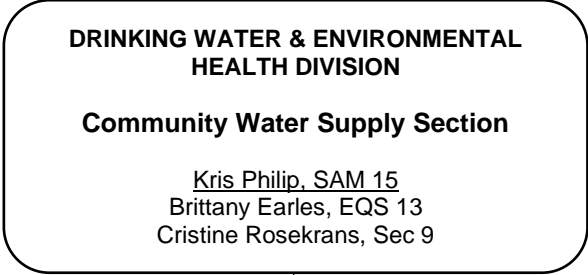 DRINKING WATER & ENVIRONMENTAL
HEALTH DIVISION
Community Water Supply Section
Kris Philip, SAM 15
Brittany Earles, EQS 13
Cristine Rosekrans, Sec 9